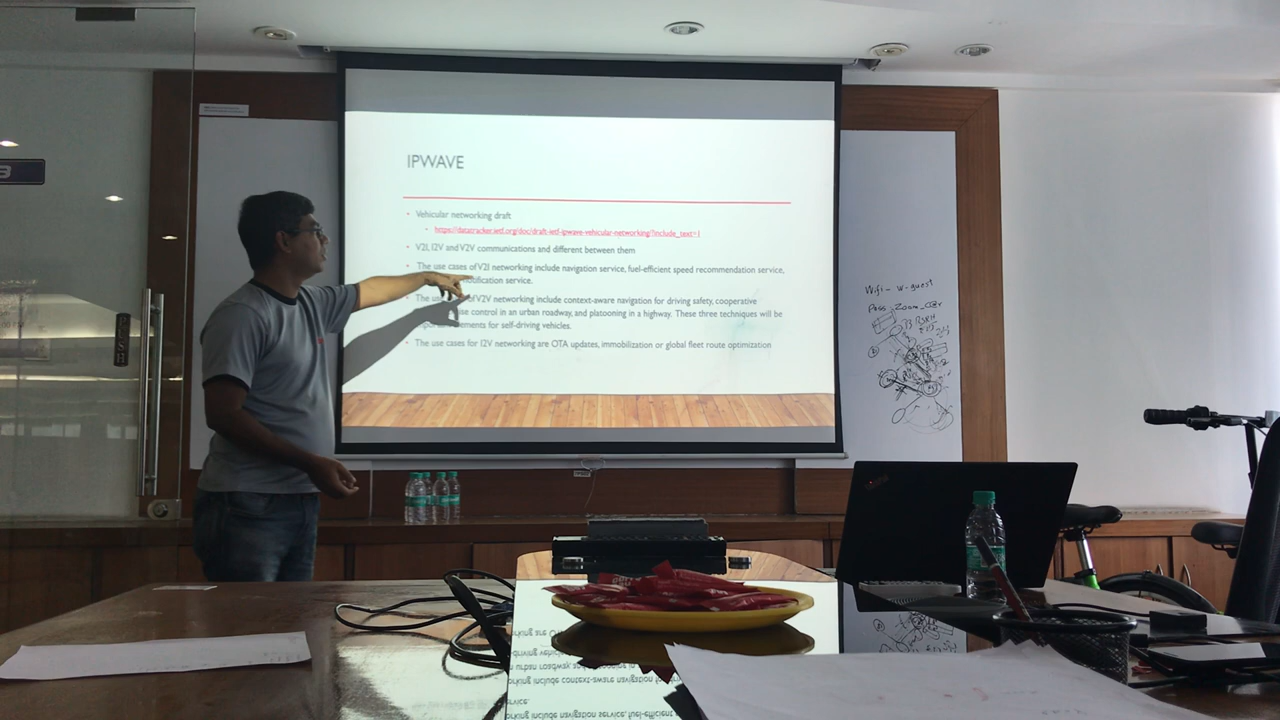 IPWAVE
Vehicular networking draft
https://datatracker.ietf.org/doc/draft-ietf-ipwave-vehicular-networking/?include_text=1
V2I, I2V and V2V communications and different between them
The use cases of V2I networking include navigation service, fuel-efficient speed recommendation service,
notification service.
The of V2V networking include context-aware navigation for driving safety, cooperative
control in an urban roadway, and platooning in a highway. These three techniques will be
for self-driving vehicles.
The use cases for I2V networking are OTA updates, immobilization or global fleet route optimization
Wifi - w-guest
Pass: 
PUSH